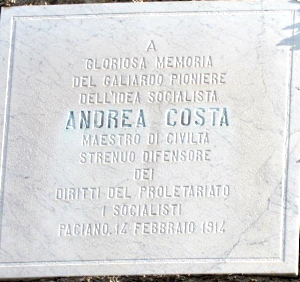 A
GLORIOSA MEMORIA
DEL GALIARDO PIONIERE
DELL'IDEA SOCIALISTA
ANDREA COSTA
MAESTRO DI CIVILTA
STRENUO DIFENSORE
DEI
DIRITTI DEL PROLETARIATO
I SOCIALISTI
PACIANO, 14 FEBBRAIO 1914